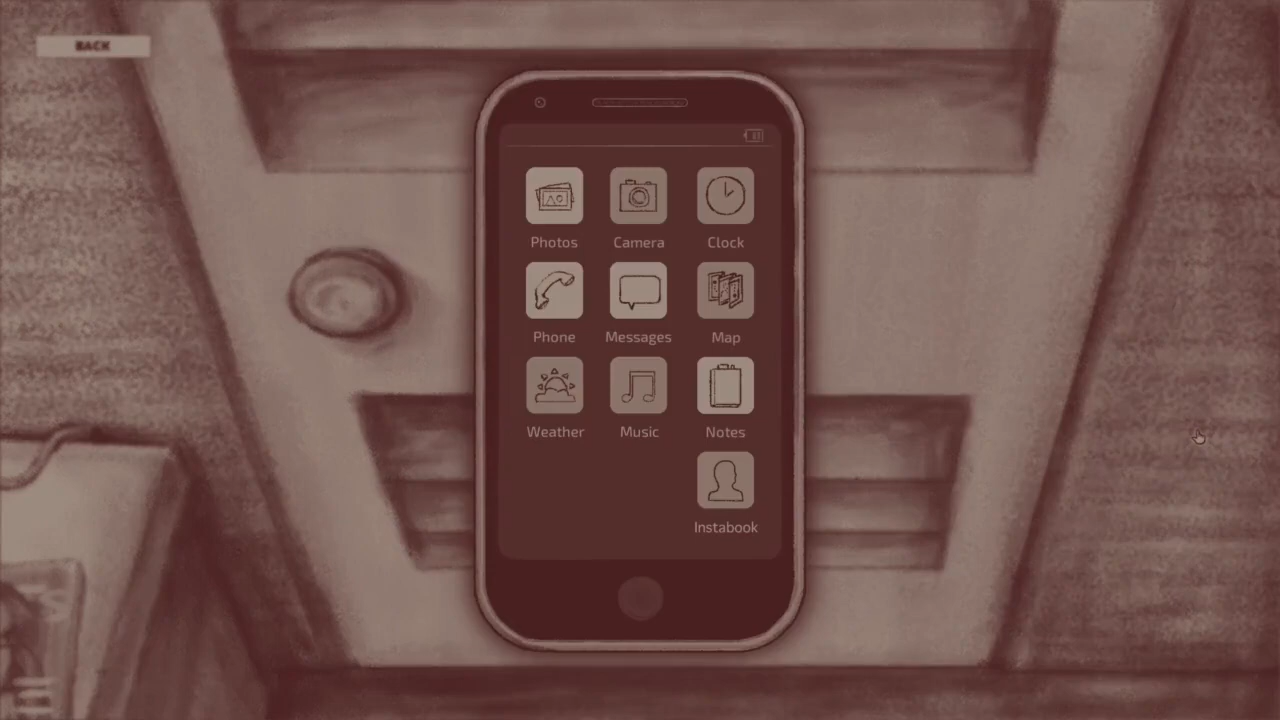 BACK
Photos Camera Clock
Phone Messages Map
Weather Music Notes
Instabook